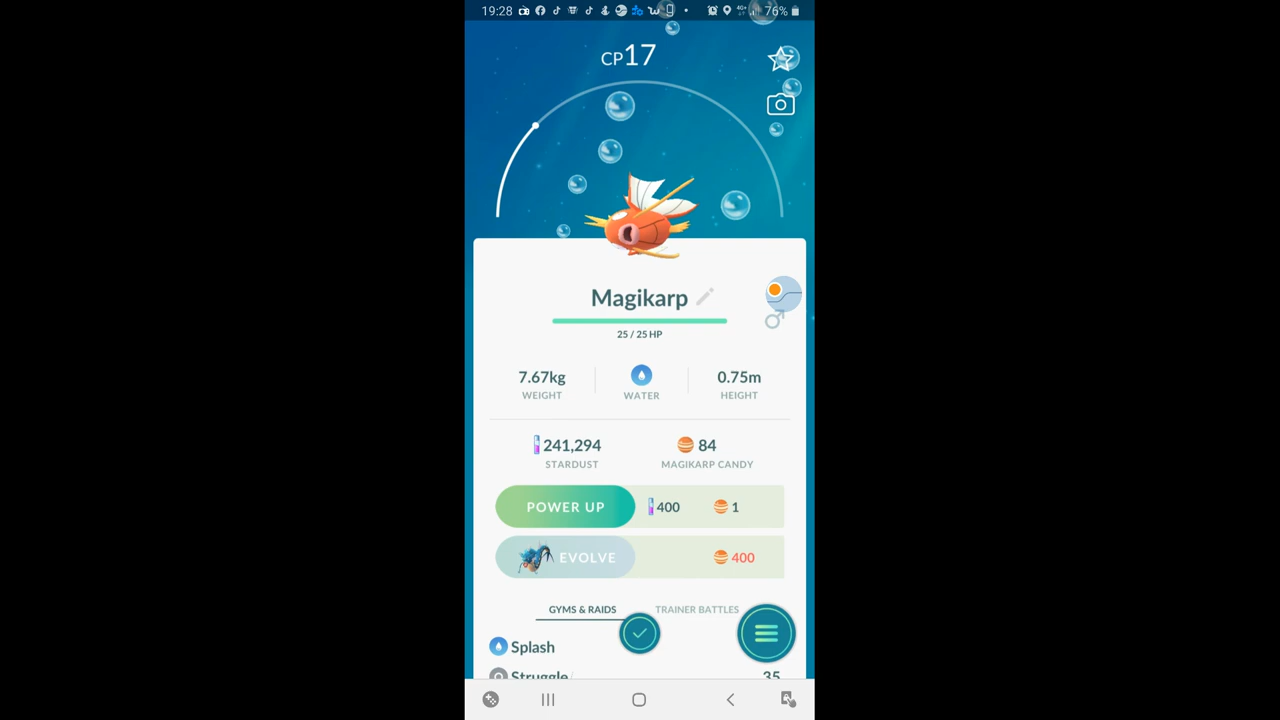 19:28 76%
CP17
Magikarp
25 / 25 HP
7.67kg 0.75m
WEIGHT WATER HEIGHT
241,294 84
STARDUST MAGIKARP CANDY
POWER UP 400 1
EVOLVE 400
GYMS & RAIDS TRAINER BATTLES
Splash
Struggle 35